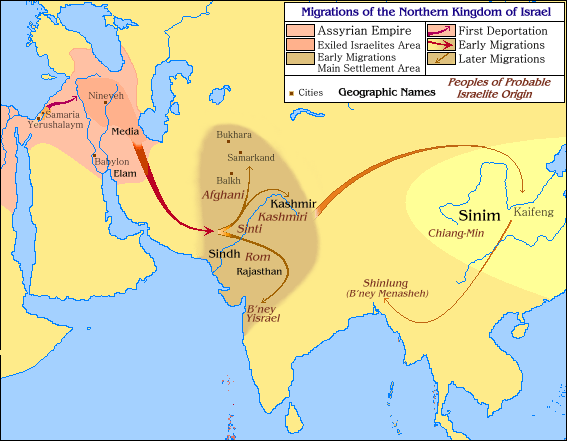 Migrations of the Northern Kingdom of Israel
Assyrian Empire
First Deportation
Exiled Israelites Area
Early Migrations
Early Migrations
Main Settlement Area
Later Migrations
Cities
Geographic Names
Peoples of Probable
Israelite Origin
Nineveh
Samaria
Yerushalaym
Media
Babylon
Elam
Bukhara
Samarkand
Balkh
Afghani
Kashmir
Kashmiri
Sinti
Sindh
Rom
Rajasthan
B'ney
Yisrael
Sinim
Kaifeng
Chiang-Min
Shinlung
(B'ney Menasheh)